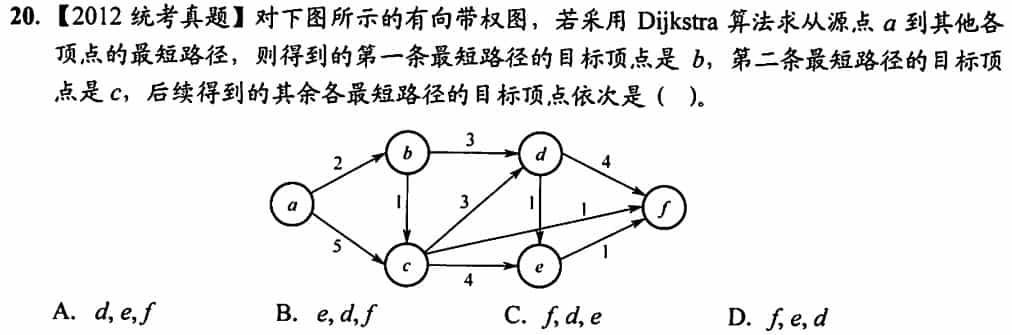 20.【2012 统考真题】对下图所示的有向带权图，若采用 Dijkstra 算法求从源点 a 到其他各
顶点的最短路径，则得到的第一条最短路径的目标顶点是 b，第二条最短路径的目标顶
点是 c，后续得到的其余各最短路径的目标顶点依次是（ ）。
3
b
d
2
4
a
1
3
1
1
f
5
c
e
1
4
A. d, e, f B. e, d, f C. f, d, e D. f, e, d